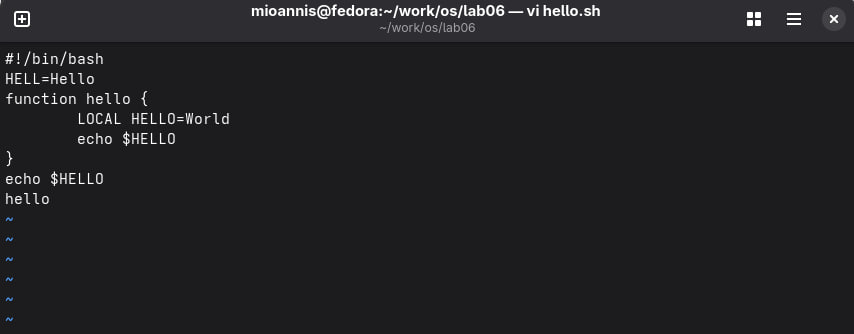 mioannis@fedora:~/work/os/lab06 — vi hello.sh
~/work/os/lab06
#!/bin/bash
HELL=Hello
function hello {
        LOCAL HELLO=World
        echo $HELLO
}
echo $HELLO
hello
~
~
~
~
~
~